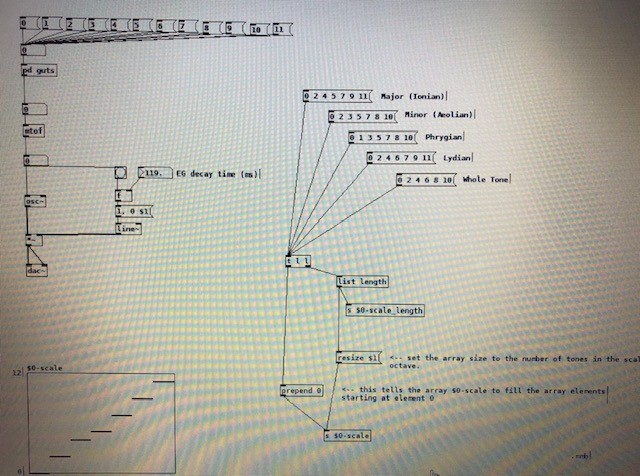 0 1 2 3 4 5 6 7 8 9 10 11
0
pd guts
0
mtof
0
119. EG decay time (ms)
f
1, 0 $1
osc~
line~
*~
dac~
0 2 4 5 7 9 11 Major (Ionian)
0 2 3 5 7 8 10 Minor (Aeolian)
0 1 3 5 7 8 10 Phrygian
0 2 4 6 7 9 11 Lydian
0 2 4 6 8 10 Whole Tone
t l l
list length
s $0-scale_length
resize $1 <-- set the array size to the number of tones in the scal
octave.
prepend 0 <-- this tells the array $0-scale to fill the array elements
starting at element 0
s $0-scale
$0-scale
12
0